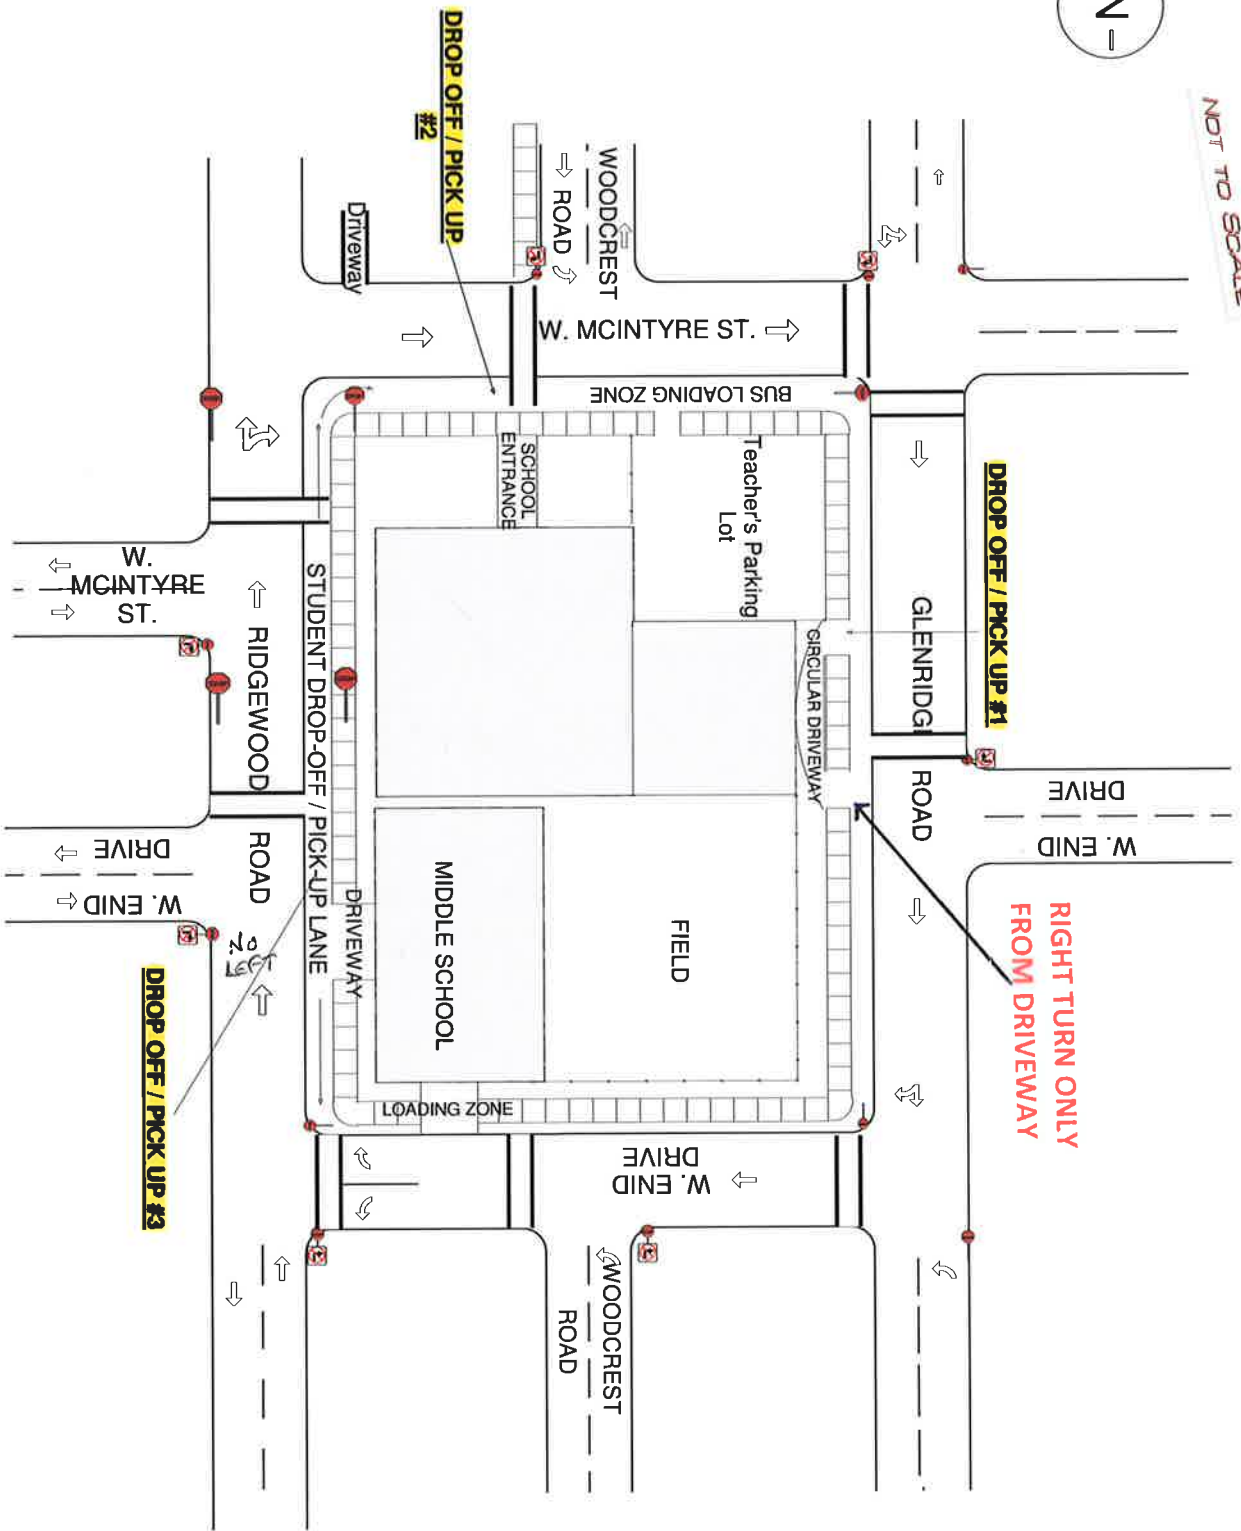 N
NOT TO SCALE
DROP OFF / PICK UP
#2
WOODCREST
ROAD
Driveway
W. MCINTYRE ST.
BUS LOADING ZONE
SCHOOL
ENTRANCE
Teacher's Parking
Lot
DROP OFF / PICK UP #1
GLENRIDGE
ROAD
CIRCULAR DRIVEWAY
DRIVE
W. ENID
RIGHT TURN ONLY
FROM DRIVEWAY
W.
MCINTYRE
ST.
RIDGEWOOD
ROAD
STUDENT DROP-OFF / PICK-UP LANE
DRIVEWAY
MIDDLE SCHOOL
FIELD
DRIVE
W. ENID
NO
LEFT
DROP OFF / PICK UP #3
LOADING ZONE
W. ENID
DRIVE
WOODCREST
ROAD